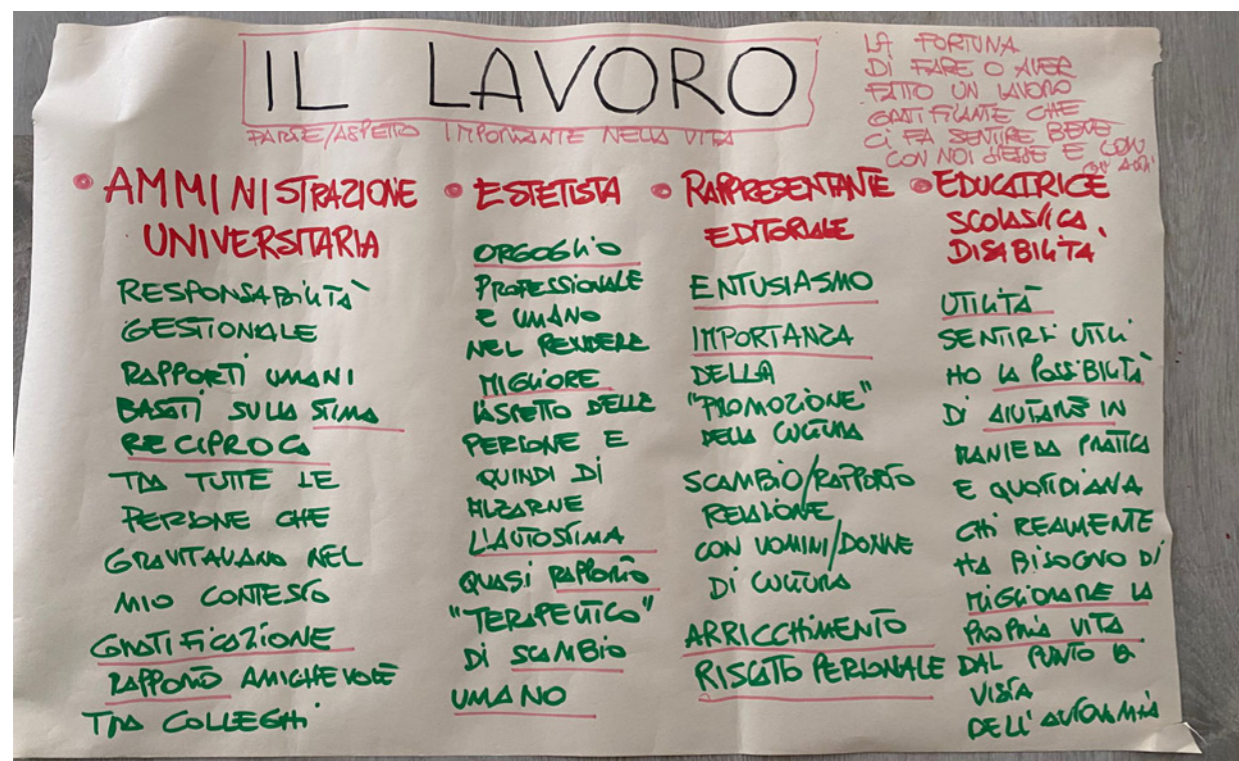 IL LAVORO
PARTE/ASPETTO IMPORTANTE NELLA VITA
LA FORTUNA
DI FARE O AVER
FATTO UN LAVORO
GRATIFICANTE CHE
CI FA SENTIRE BENE
CON NOI STESSE E CON
GLI ALTRI
• AMMINISTRAZIONE
UNIVERSITARIA
RESPONSABILITÀ
GESTIONALE
RAPPORTI UMANI
BASATI SULLA STIMA
RECIPROCA
TRA TUTTE LE
PERSONE CHE
GRAVITAVANO NEL
MIO CONTESTO
GRATIFICAZIONE
RAPPORTO AMICHEVOLE
TRA COLLEGHI
• ESTETISTA
ORGOGLIO
PROFESSIONALE
E UMANO
NEL RENDERE
MIGLIORE
L'ASPETTO DELLE
PERSONE E
QUINDI DI
ALZARNE
L'AUTOSTIMA
QUASI RAPPORTO
"TERAPEUTICO"
DI SCAMBIO
UMANO
• RAPPRESENTANTE
EDITORIALE
ENTUSIASMO
IMPORTANZA
DELLA
"PROMOZIONE"
DELLA CULTURA
SCAMBIO/RAPPORTO
RELAZIONE
CON UOMINI/DONNE
DI CULTURA
ARRICCHIMENTO
RISCATTO PERSONALE
• EDUCATRICE
SCOLASTICA
DISABILITÀ
UTILITÀ
SENTIRSI UTILI
HO LA POSSIBILITÀ
DI AIUTARE IN
MANIERA PRATICA
E QUOTIDIANA
CHI REALMENTE
HA BISOGNO DI
MIGLIORARE LA
PROPRIA VITA
DAL PUNTO DI
VISTA
DELL'AUTONOMIA